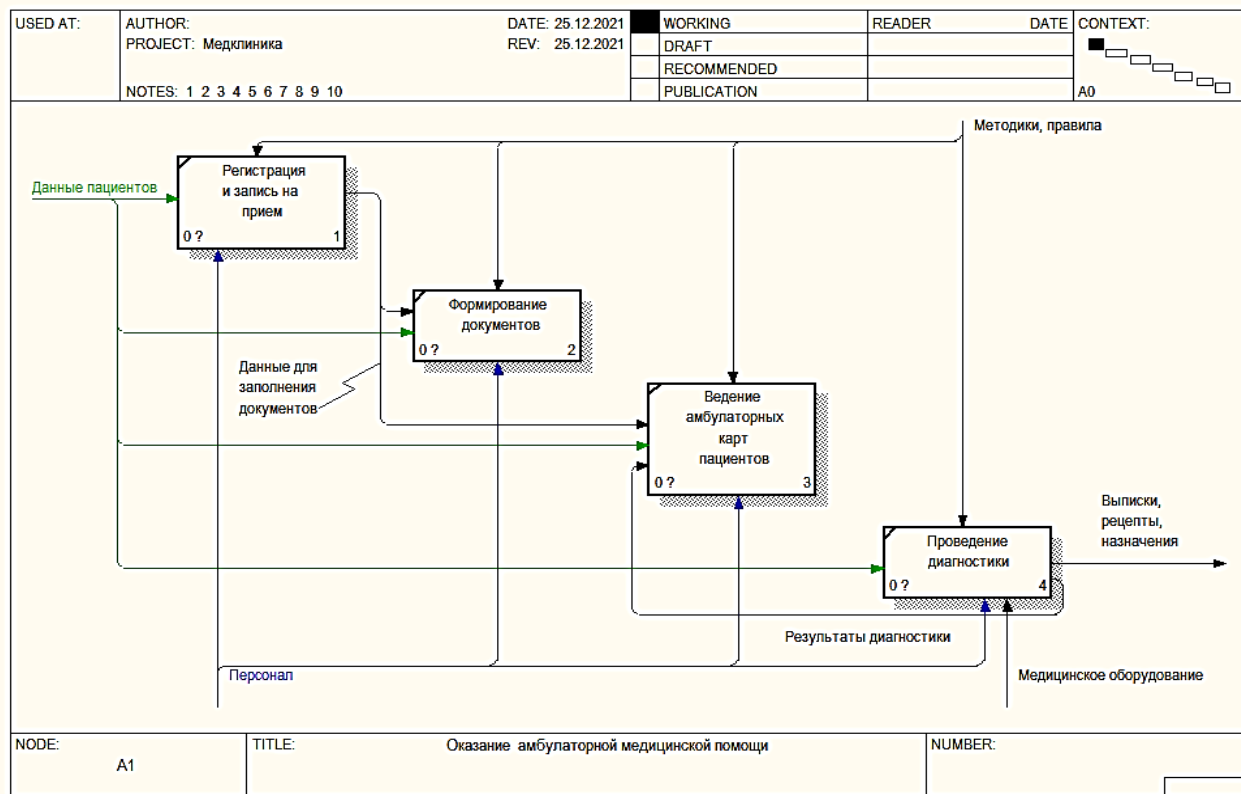 USED AT:
AUTHOR:
DATE: 25.12.2021
PROJECT: Медклиника
REV: 25.12.2021
NOTES: 1 2 3 4 5 6 7 8 9 10
WORKING
DRAFT
RECOMMENDED
PUBLICATION
READER
DATE
CONTEXT:
A0
Методики, правила
Данные пациентов
Регистрация
и запись на
прием
0 ?
1
Формирование
документов
0 ?
2
Данные для
заполнения
документов
Ведение
амбулаторных
карт
пациентов
0 ?
3
Проведение
диагностики
0 ?
4
Выписки,
рецепты,
назначения
Результаты диагностики
Персонал
Медицинское оборудование
NODE:
A1
TITLE:
Оказание амбулаторной медицинской помощи
NUMBER: